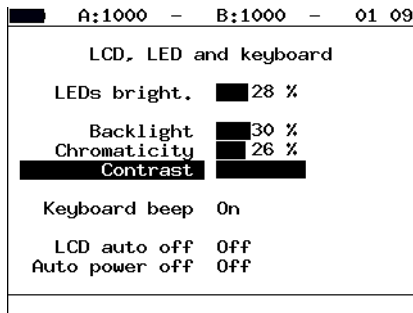 A:1000 – B:1000 – 01 09
LCD, LED and keyboard
LEDs bright. 28 %
Backlight 30 %
Chromaticity 26 %
Contrast
Keyboard beep On
LCD auto off Off
Auto power off Off